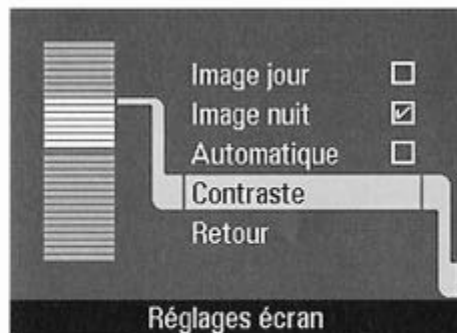 Image jour
Image nuit
Automatique
Contraste
Retour
Réglages écran